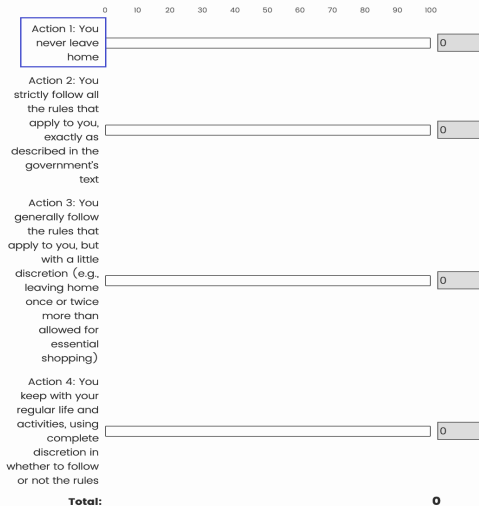 0 10 20 30 40 50 60 70 80 90 100
Action 1: You
never leave
home
0
Action 2: You
strictly follow all
the rules that
apply to you,
exactly as
described in the
government's
text
0
Action 3: You
generally follow
the rules that
apply to you, but
with a little
discretion (e.g.,
leaving home
once or twice
more than
allowed for
essential
shopping)
0
Action 4: You
keep with your
regular life and
activities, using
complete
discretion in
whether to follow
or not the rules
0
Total: 0